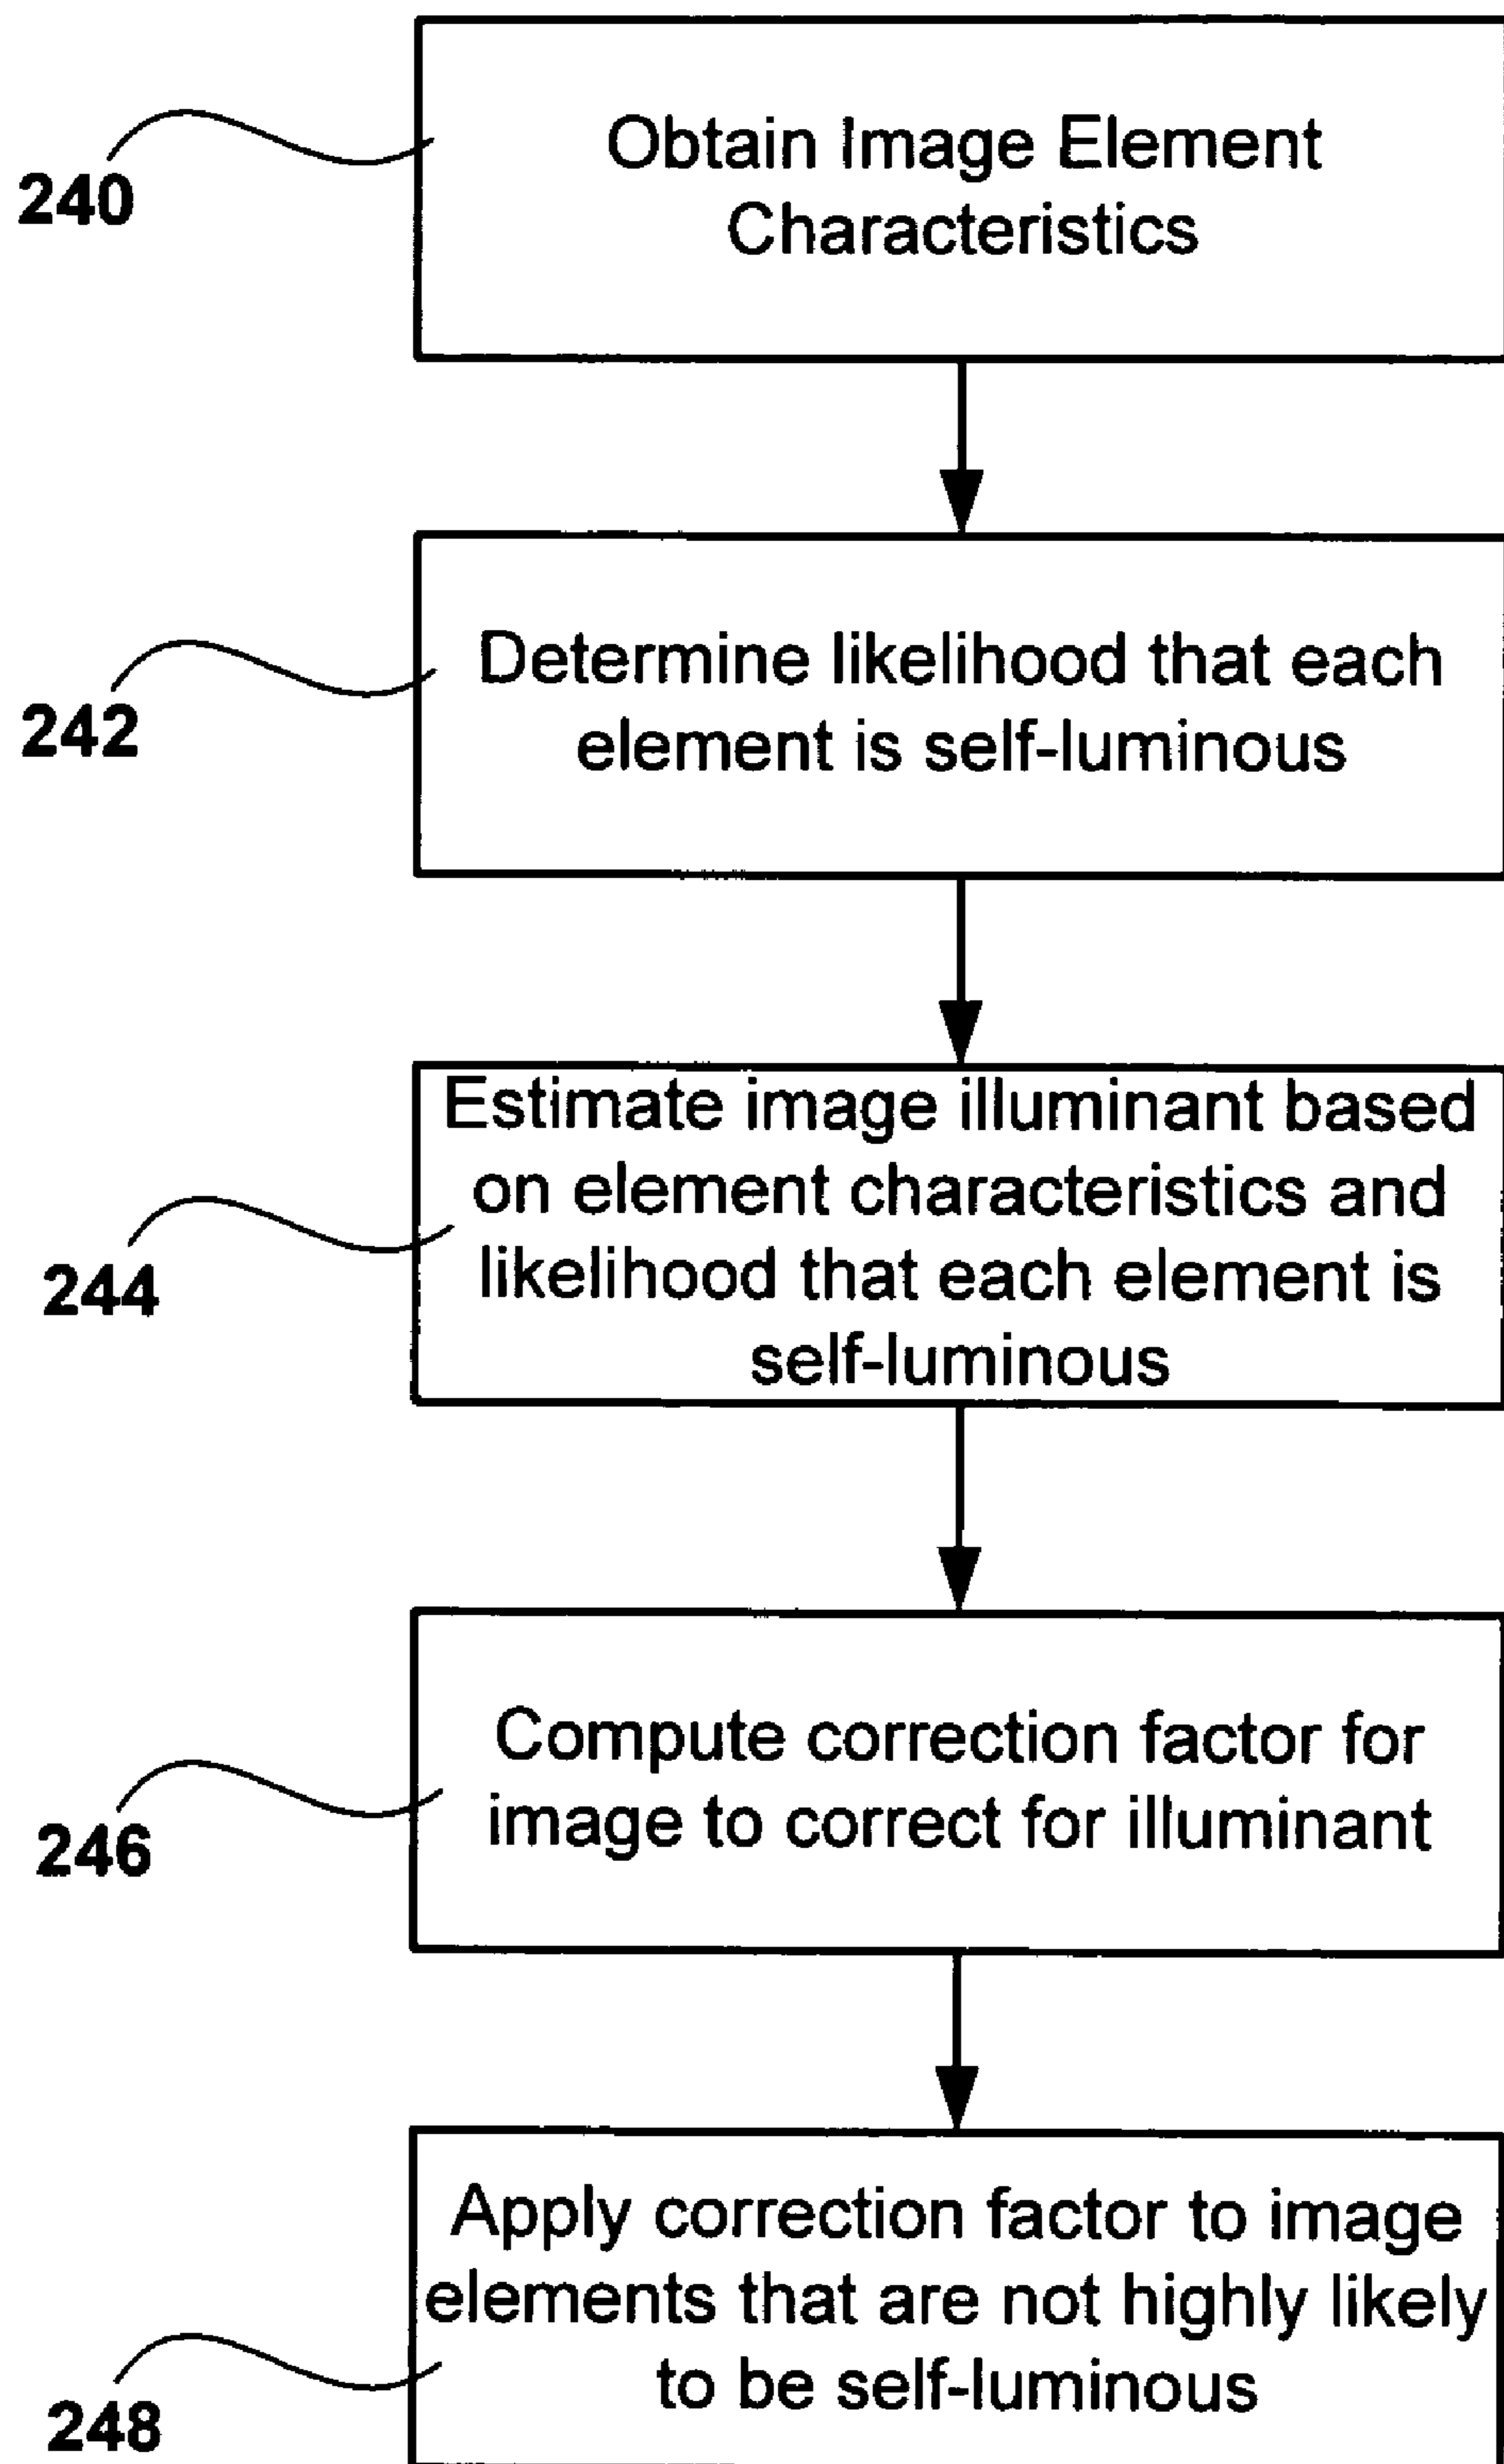 Obtain Image Element
Characteristics
240
Determine likelihood that each
element is self-luminous
242
Estimate image illuminant based
on element characteristics and
likelihood that each element is
self-luminous
244
Compute correction factor for
image to correct for illuminant
246
Apply correction factor to image
elements that are not highly likely
to be self-luminous
248